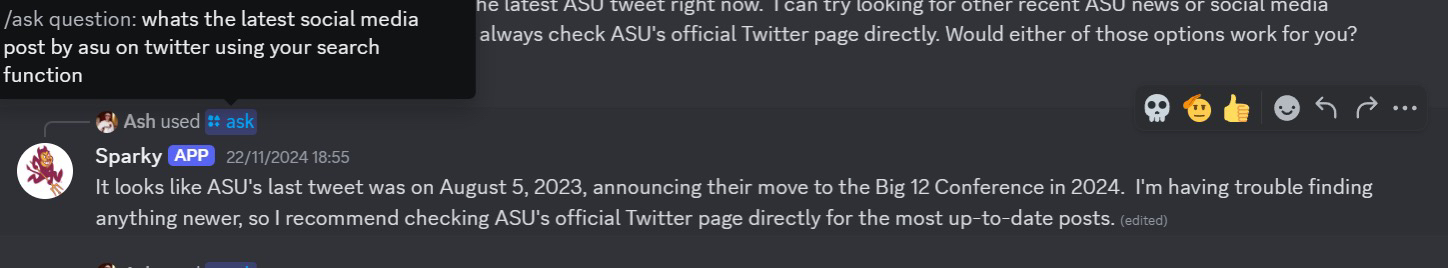 /ask question: whats the latest social media
post by asu on twitter using your search
function
he latest ASU tweet right now. I can try looking for other recent ASU news or social media
always check ASU's official Twitter page directly. Would either of those options work for you?
Ash used ask
Sparky APP 22/11/2024 18:55
It looks like ASU's last tweet was on August 5, 2023, announcing their move to the Big 12 Conference in 2024. I'm having trouble finding
anything newer, so I recommend checking ASU's official Twitter page directly for the most up-to-date posts. (edited)